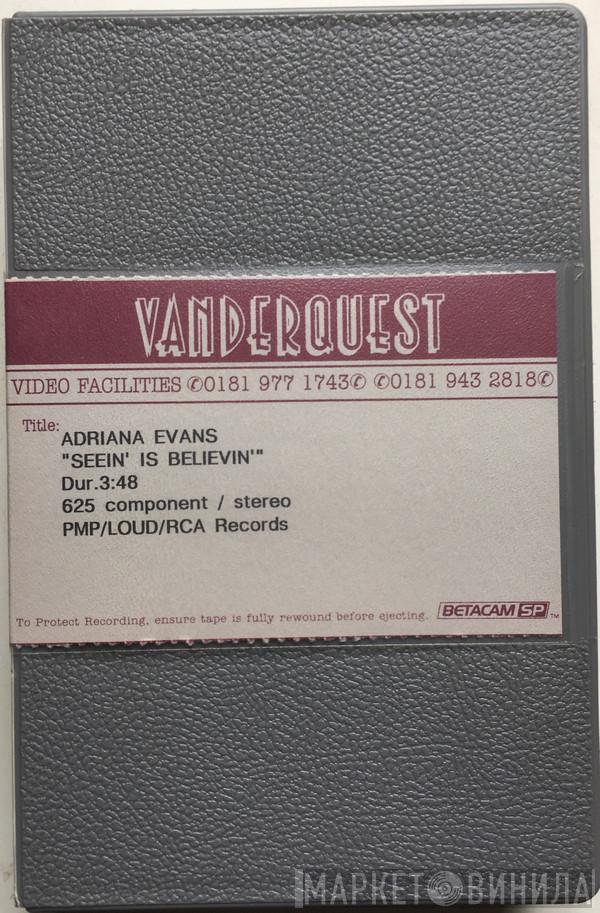 VANDERQUEST
VIDEO FACILITIES ✆0181 977 1743✆ ✆0181 943 2818✆
Title:
ADRIANA EVANS
"SEEIN' IS BELIEVIN'"
Dur.3:48
625 component / stereo
PMP/LOUD/RCA Records
To Protect Recording, ensure tape is fully rewound before ejecting.
BETACAM SP ™
МАРКЕТ ВИНИЛА